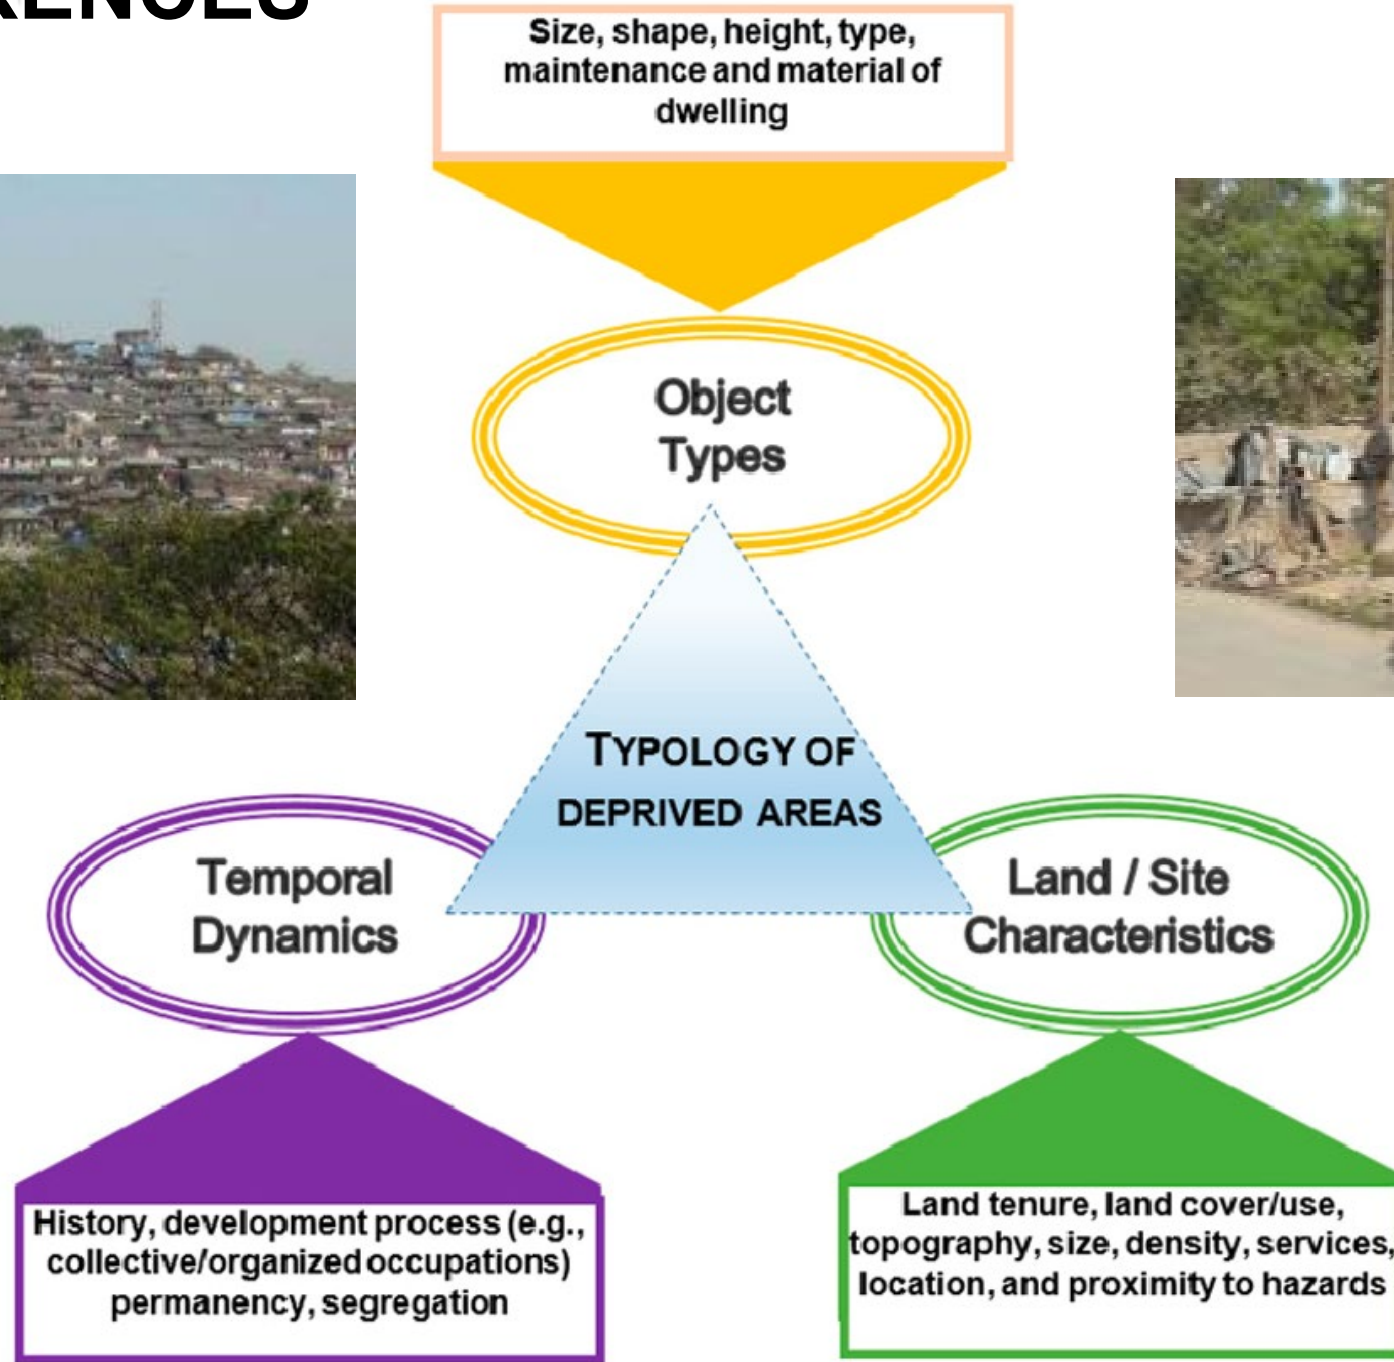 RENCES
Size, shape, height, type,
maintenance and material of
dwelling
Object
Types
TYPOLOGY OF
DEPRIVED AREAS
Temporal
Dynamics
Land / Site
Characteristics
History, development process (e.g.,
collective/organized occupations)
permanency, segregation
Land tenure, land cover/use,
topography, size, density, services,
location, and proximity to hazards